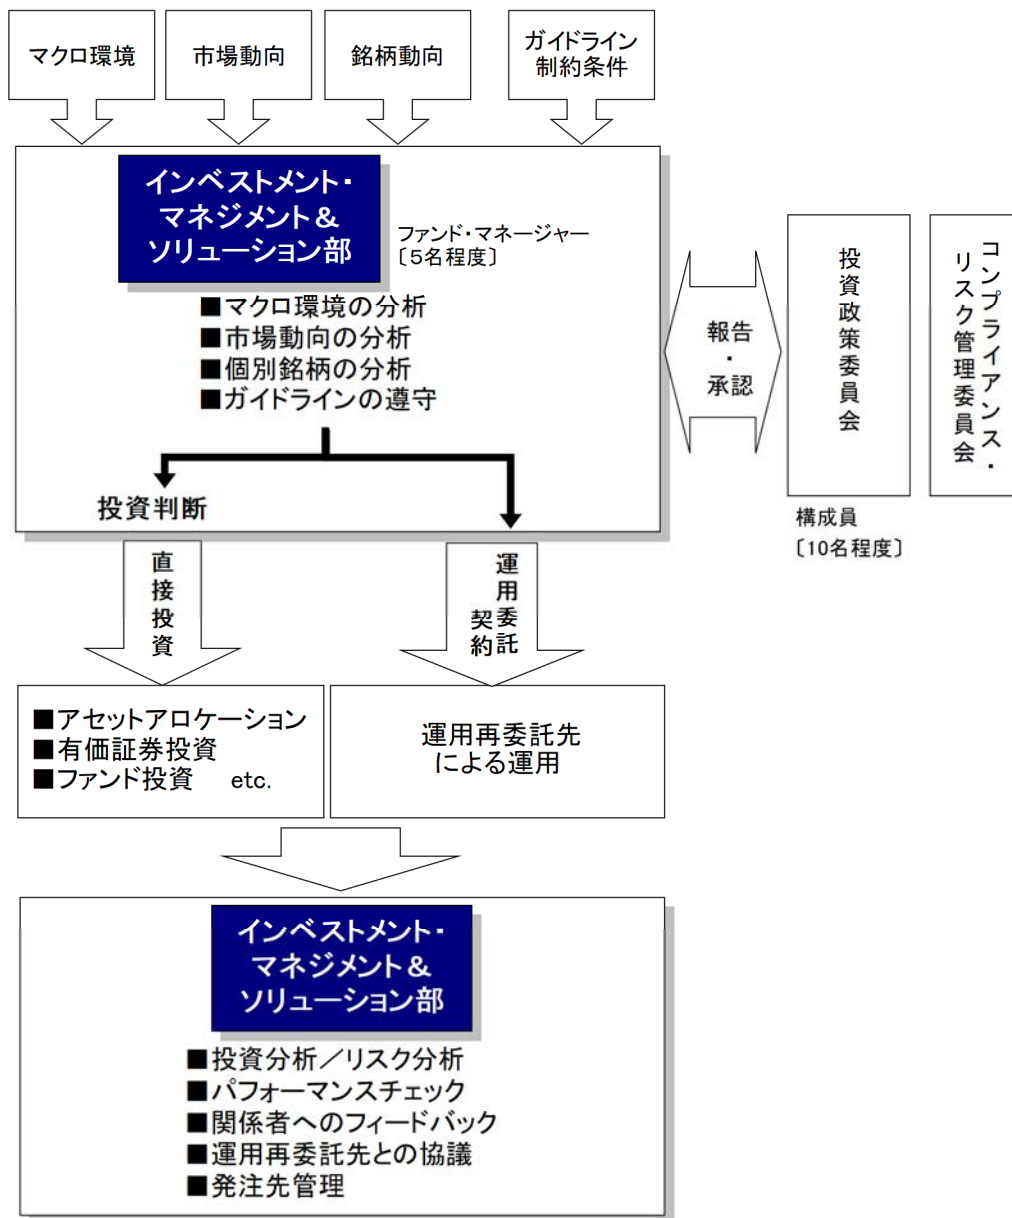 マクロ環境
市場動向
銘柄動向
ガイドライン
制約条件
インベストメント・
マネジメント＆
ソリューション部
ファンド・マネージャー
〔5名程度〕
■マクロ環境の分析
■市場動向の分析
■個別銘柄の分析
■ガイドラインの遵守
投資判断
報告
・
承認
投資政策委員会
コンプライアンス・
リスク管理委員会
構成員
〔10名程度〕
直接投資
運用委託
契約
■アセットアロケーション
■有価証券投資
■ファンド投資　etc.
運用再委託先
による運用
インベストメント・
マネジメント＆
ソリューション部
■投資分析／リスク分析
■パフォーマンスチェック
■関係者へのフィードバック
■運用再委託先との協議
■発注先管理